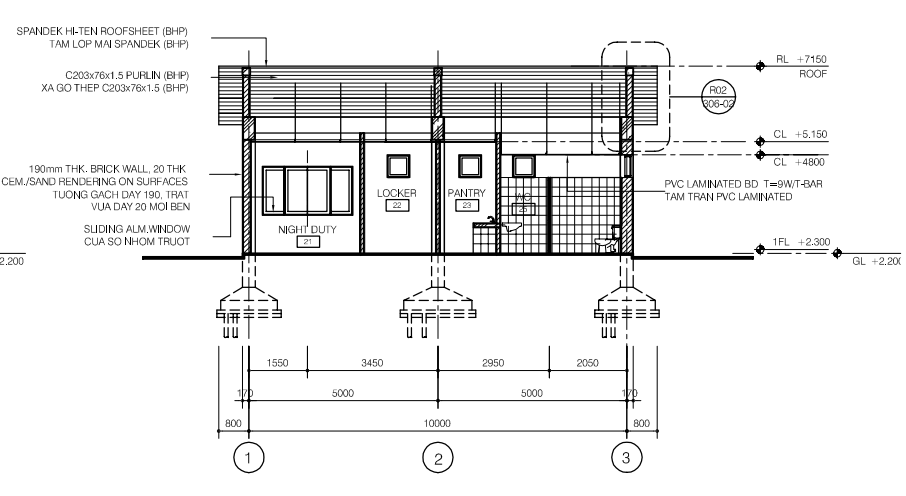 SPANDEK HI-TEN ROOFSHEET (BHP)
TAM LOP MAI SPANDEK (BHP)
C203x76x1.5 PURLIN (BHP)
XA GO THEP C203x76x1.5 (BHP)
RL +7150
ROOF
R02
306-02
CL +5.150
CL +4800
190mm THK. BRICK WALL, 20 THK
CEM./SAND RENDERING ON SURFACES
TUONG GACH DAY 190, TRAT
VUA DAY 20 MOI BEN
SLIDING ALM.WINDOW
CUA SO NHOM TRUOT
LOCKER
22
PANTRY
23
WC
25
NIGHT DUTY
21
PVC LAMINATED BD T=9W/T-BAR
TAM TRAN PVC LAMINATED
1FL +2.300
GL +2.200
2.200
1550
3450
2950
2050
170
5000
5000
170
800
10000
800
1
2
3